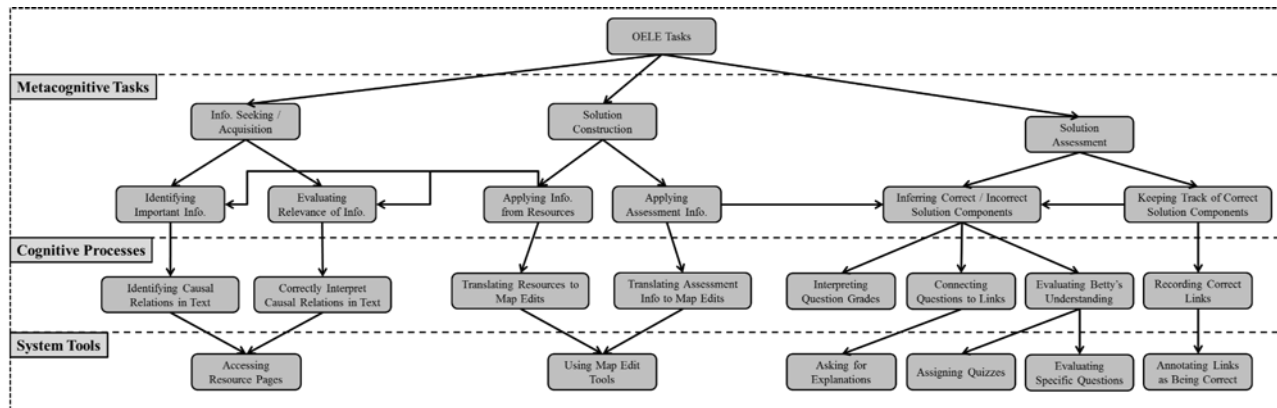 OELE Tasks
Metacognitive Tasks
Info. Seeking /
Acquisition
Solution
Construction
Solution
Assessment
Identifying
Important Info.
Evaluating
Relevance of Info.
Applying Info.
from Resources
Applying
Assessment Info.
Inferring Correct / Incorrect
Solution Components
Keeping Track of Correct
Solution Components
Cognitive Processes
Identifying Causal
Relations in Text
Correctly Interpret
Causal Relations in Text
Translating Resources to
Map Edits
Translating Assessment
Info to Map Edits
Interpreting
Question Grades
Connecting
Questions to Links
Evaluating Betty's
Understanding
Recording Correct
Links
System Tools
Accessing
Resource Pages
Using Map Edit
Tools
Asking for
Explanations
Assigning Quizzes
Evaluating
Specific Questions
Annotating Links
as Being Correct